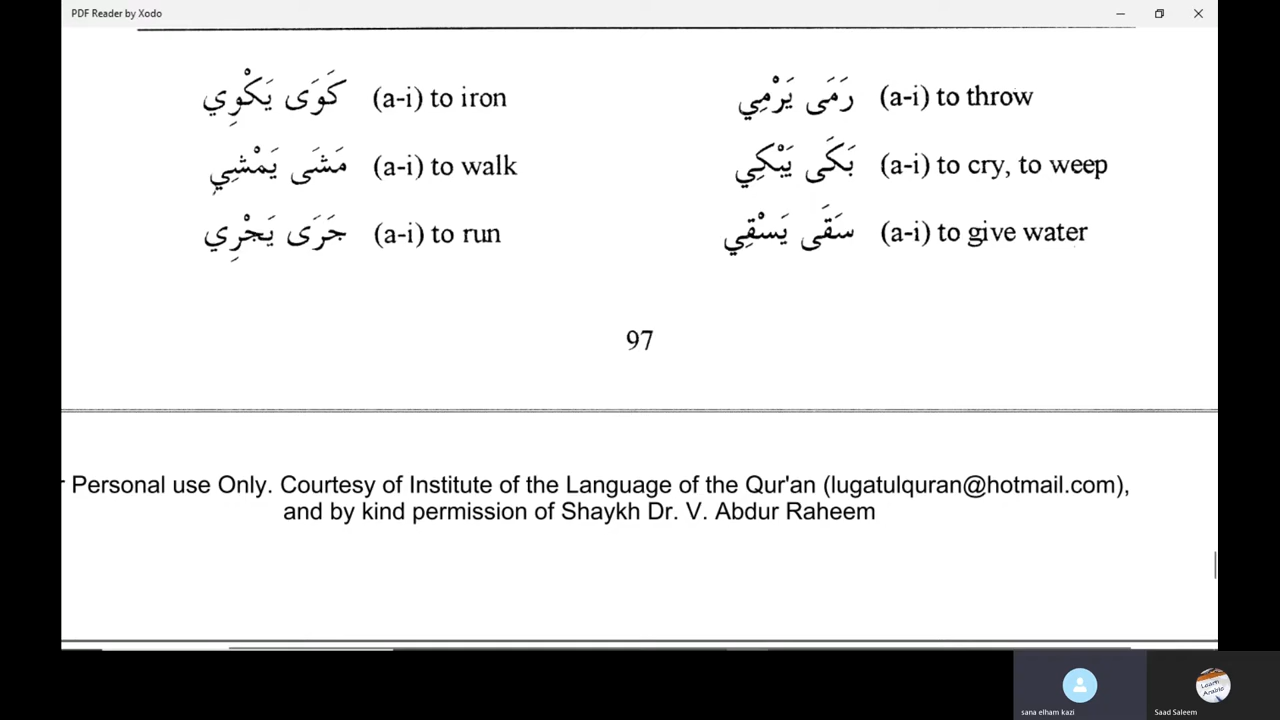 PDF Reader by Xodo
كَوَى يَكْوِي (a-i) to iron رَمَى يَرْمِي (a-i) to throw
مَشَى يَمْشِي (a-i) to walk بَكَى يَبْكِي (a-i) to cry, to weep
جَرَى يَجْرِي (a-i) to run سَقَى يَسْقِي (a-i) to give water
97
r Personal use Only. Courtesy of Institute of the Language of the Qur'an (lugatulquran@hotmail.com),
and by kind permission of Shaykh Dr. V. Abdur Raheem
Learn Arabic
sana elham kazi
Saad Saleem